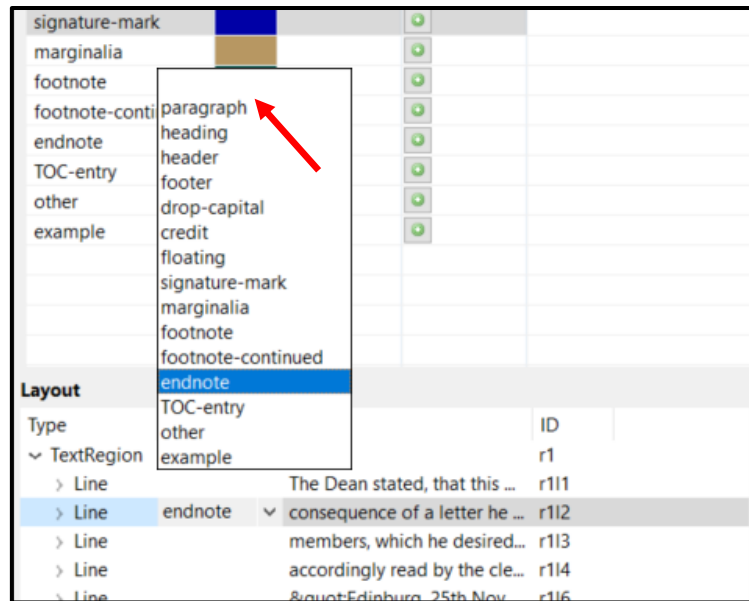 signature-mark
marginalia
footnote
footnote-conti
endnote
TOC-entry
other
example
paragraph
heading
header
footer
drop-capital
credit
floating
signature-mark
marginalia
footnote
footnote-continued
endnote
TOC-entry
other
example
Layout
Type ID
TextRegion r1
Line The Dean stated, that this ... r1l1
Line endnote consequence of a letter he ... r1l2
Line members, which he desired... r1l3
Line accordingly read by the cle... r1l4
Line &quot;Edinburg, 25th Nov r1l6